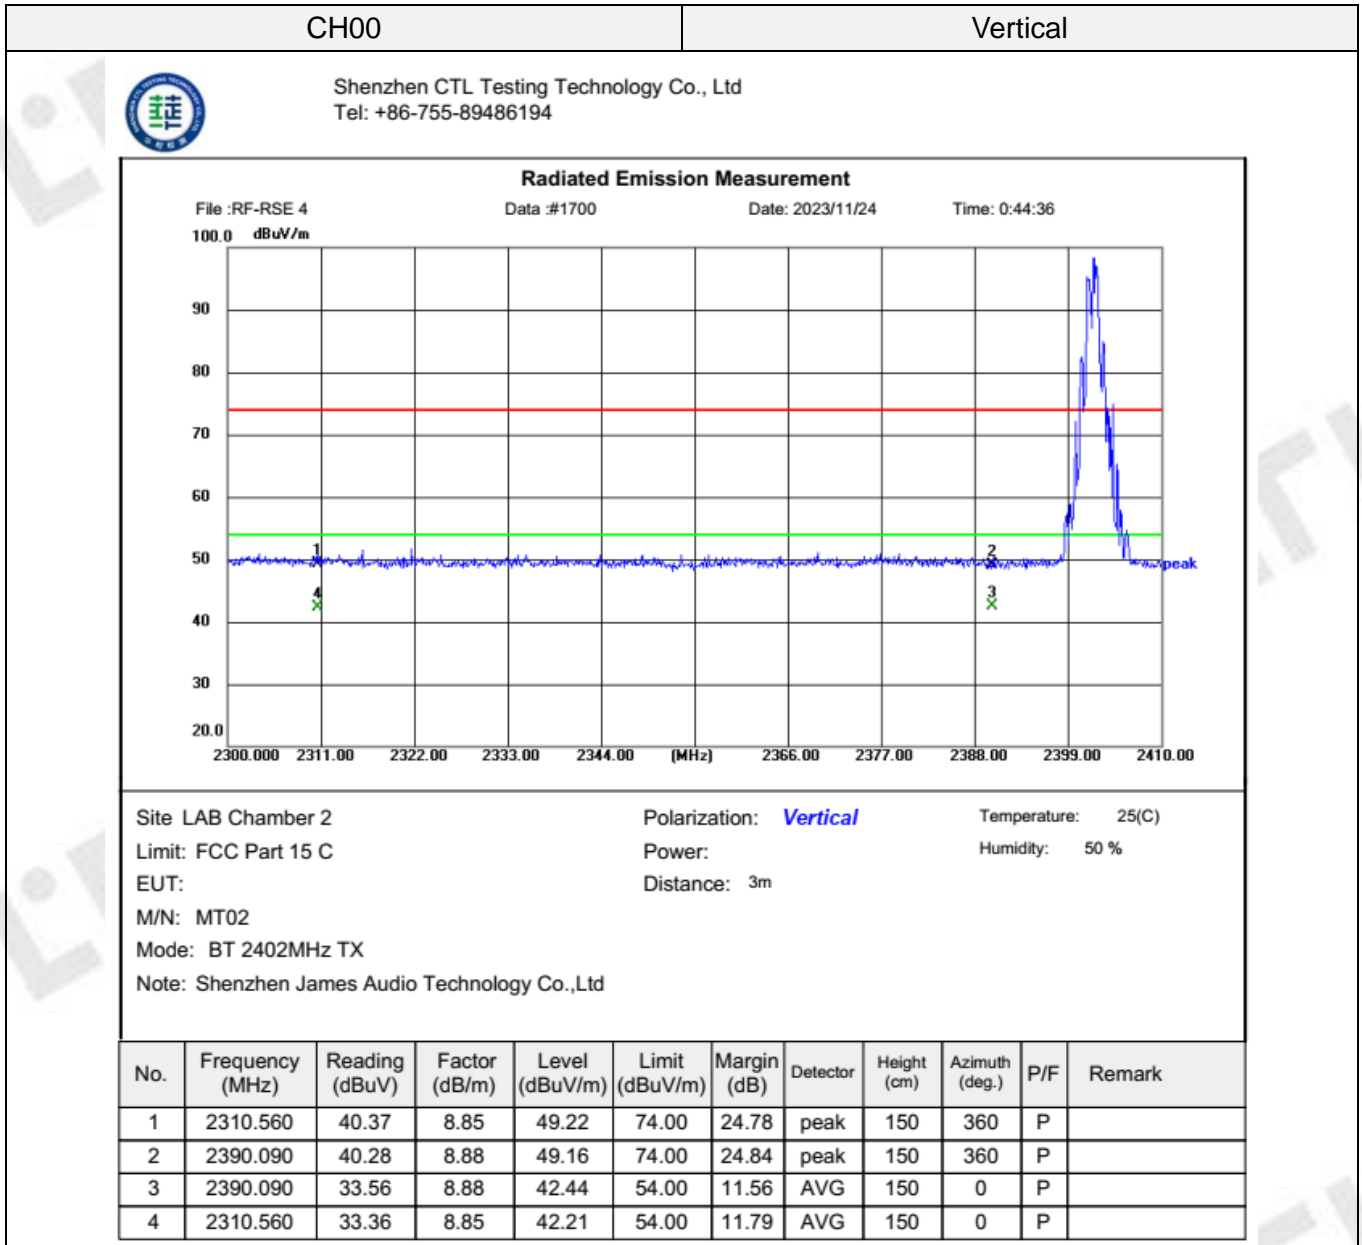 CH00 Vertical
Shenzhen CTL Testing Technology Co., Ltd
Tel: +86-755-89486194
Radiated Emission Measurement
File :RF-RSE 4 Data :#1700 Date: 2023/11/24 Time: 0:44:36
100.0 dBuV/m
90
80
70
60
50
40
30
20.0
1
2
3
4
peak
2300.000 2311.00 2322.00 2333.00 2344.00 (MHz) 2366.00 2377.00 2388.00 2399.00 2410.00
Site LAB Chamber 2 Polarization: Vertical Temperature: 25(C)
Limit: FCC Part 15 C Power: Humidity: 50 %
EUT: Distance: 3m
M/N: MT02
Mode: BT 2402MHz TX
Note: Shenzhen James Audio Technology Co.,Ltd
No. Frequency (MHz) Reading (dBuV) Factor (dB/m) Level (dBuV/m) Limit (dBuV/m) Margin (dB) Detector Height (cm) Azimuth (deg.) P/F Remark
1 2310.560 40.37 8.85 49.22 74.00 24.78 peak 150 360 P
2 2390.090 40.28 8.88 49.16 74.00 24.84 peak 150 360 P
3 2390.090 33.56 8.88 42.44 54.00 11.56 AVG 150 0 P
4 2310.560 33.36 8.85 42.21 54.00 11.79 AVG 150 0 P